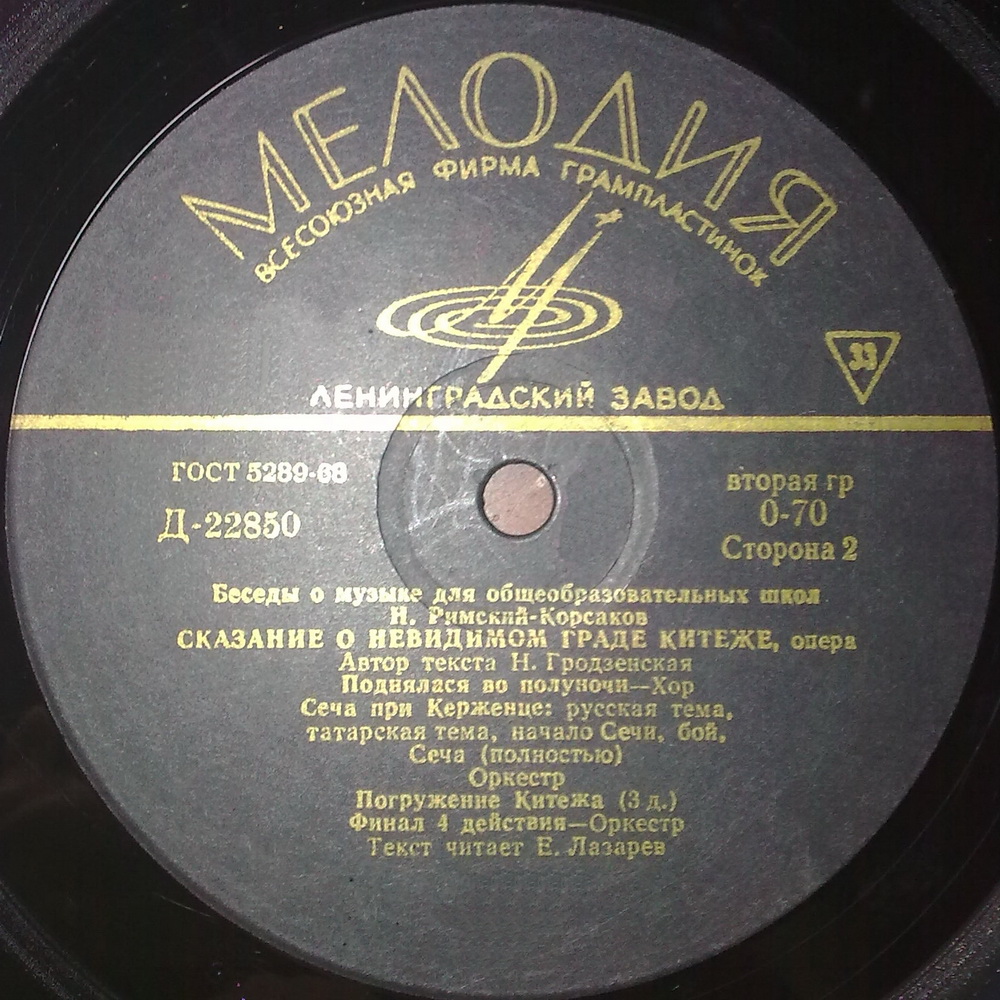 МЕЛОДИЯ
ВСЕСОЮЗНАЯ ФИРМА ГРАМПЛАСТИНОК
33
ЛЕНИНГРАДСКИЙ ЗАВОД
ГОСТ 5289-68
Д-22850
вторая гр
0-70
Сторона 2
Беседы о музыке для общеобразовательных школ
Н. Римский-Корсаков
СКАЗАНИЕ О НЕВИДИМОМ ГРАДЕ КИТЕЖЕ, опера
Автор текста Н. Гродзенская
Поднялася во полуночи—Хор
Сеча при Керженце: русская тема,
татарская тема, начало Сечи, бой,
Сеча (полностью)
Оркестр
Погружение Китежа (3 д.)
Финал 4 действия—Оркестр
Текст читает Е. Лазарев